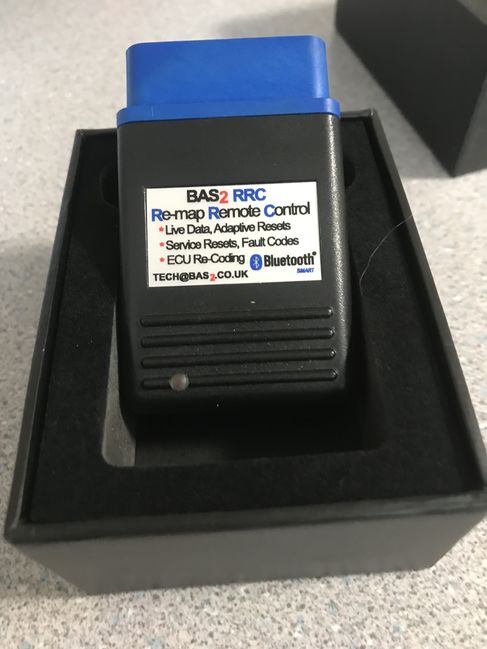 BAS2 RRC
Re-map Remote Control
* Live Data, Adaptive Resets
* Service Resets, Fault Codes
* ECU Re-Coding Bluetooth®
SMART
TECH@BAS2.CO.UK